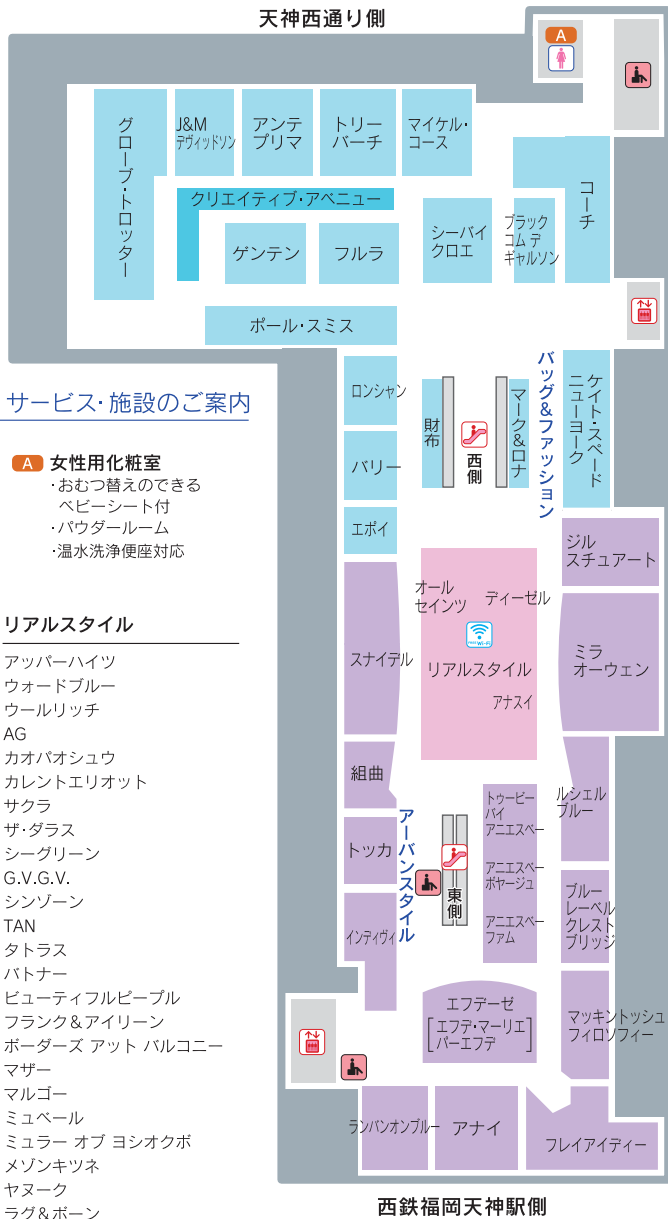 天神西通り側
A
グローブ・トロッター
J&M
デヴィッドソン
アンテ
プリマ
トリー
バーチ
マイケル・
コース
コーチ
クリエイティブ・アベニュー
ゲンテン
フルラ
シーバイ
クロエ
ブラック
コム デ
ギャルソン
ポール・スミス
ロンシャン
バリー
エポイ
財布
西側
マーク&ロナ
バッグ&ファッション
ケイト・スペード
ニューヨーク
サービス・施設のご案内
A 女性用化粧室
・おむつ替えのできる
ベビーシート付
・パウダールーム
・温水洗浄便座対応
ジル
スチュアート
オール
セインツ
ディーゼル
Wi-Fi
リアルスタイル
アナスイ
スナイデル
ミラ
オーウェン
組曲
トッカ
インディヴィ
アーバンスタイル
東側
トゥービー
バイ
アニエスベー
アニエスベー
ボヤージュ
アニエスベー
ファム
ルシェル
ブルー
ブルー
レーベル
クレスト
ブリッジ
エフデーゼ
[エフデ・マーリエ
バーエフデ]
マッキントッシュ
フィロソフィー
ランバンオンブルー
アナイ
フレイアイディー
西鉄福岡天神駅側
リアルスタイル
アッパーハイツ
ウォードブルー
ウールリッチ
AG
カオパオシュウ
カレントエリオット
サクラ
ザ・ダラス
シーグリーン
G.V.G.V.
シンゾーン
TAN
タトラス
バトナー
ビューティフルピープル
フランク&アイリーン
ボーダーズ アット バルコニー
マザー
マルゴー
ミュベール
ミュラー オブ ヨシオクボ
メゾンキツネ
ヤヌーク
ラグ&ボーン